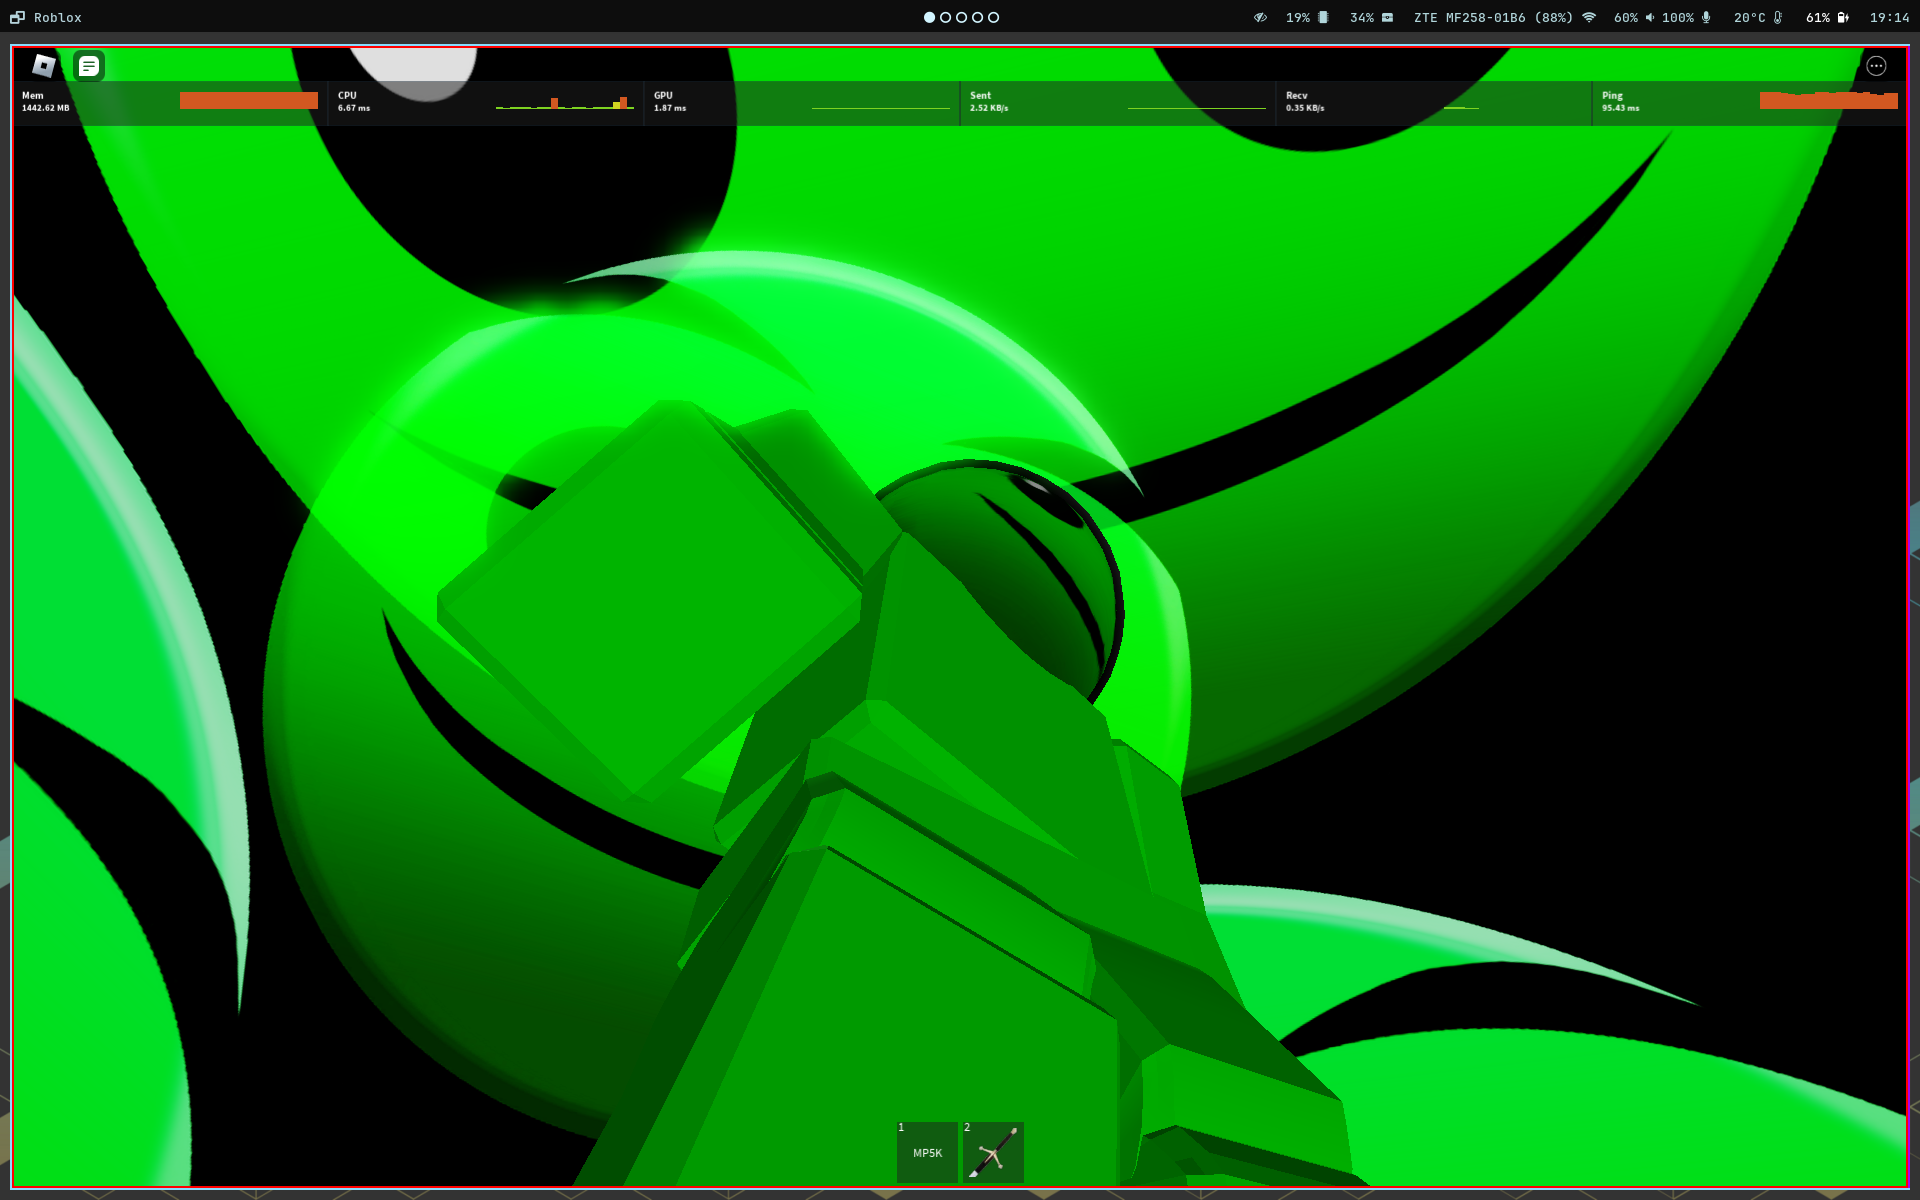 Roblox
19%
34%
ZTE MF258-01B6 (88%)
60%
100%
20°C
61%
19:14
Mem
1442.62 MB
CPU
6.67 ms
GPU
1.87 ms
Sent
2.52 KB/s
Recv
0.35 KB/s
Ping
95.43 ms
1
MP5K
2